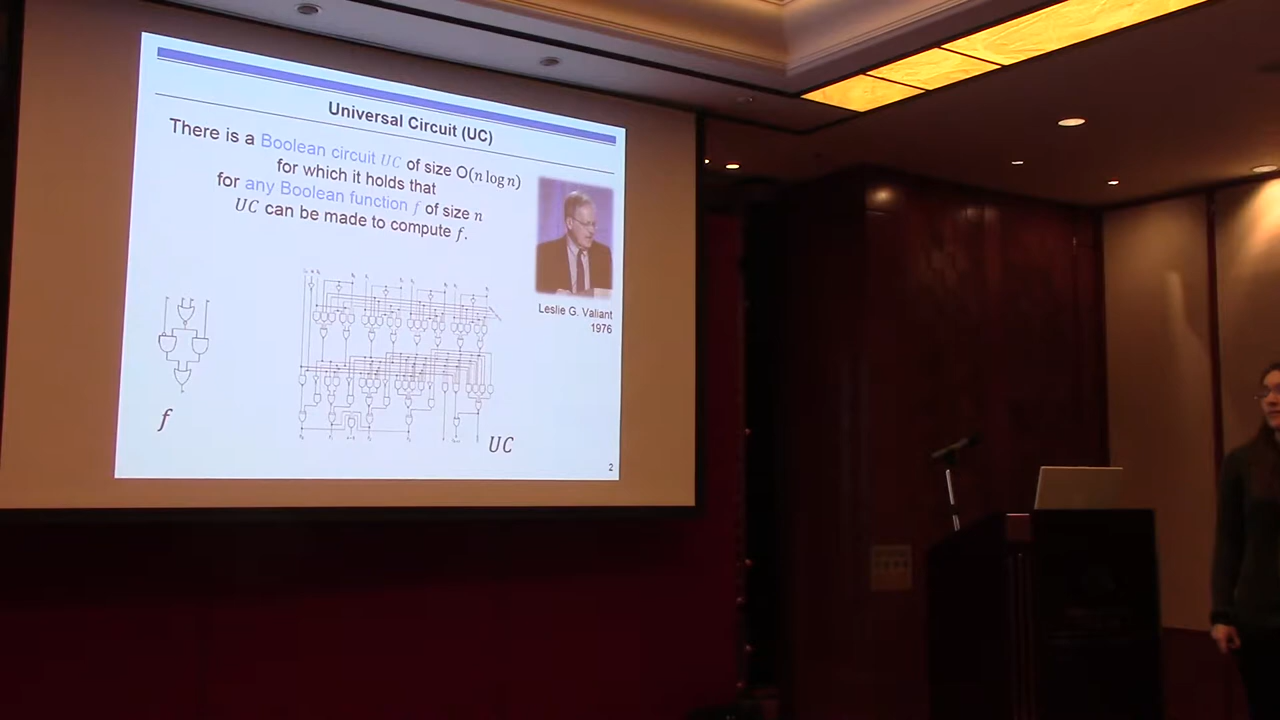 Universal Circuit (UC)
There is a Boolean circuit UC of size O(n log n)
for which it holds that
for any Boolean function f of size n
UC can be made to compute f.
Leslie G. Valiant
1976
f
UC
2